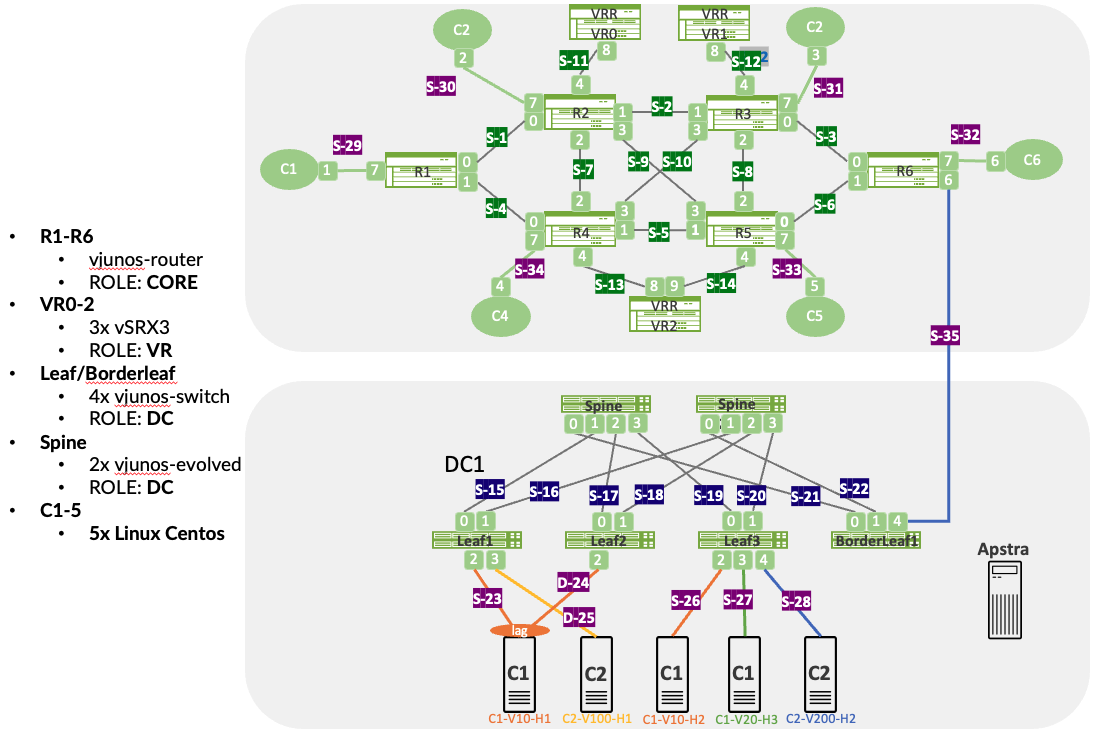 • R1-R6
• vjunos-router
• ROLE: CORE
• VR0-2
• 3x vSRX3
• ROLE: VR
• Leaf/Borderleaf
• 4x vjunos-switch
• ROLE: DC
• Spine
• 2x vjunos-evolved
• ROLE: DC
• C1-5
• 5x Linux Centos
VRR
VR0
VRR
VR1
C2
C2
2
8
8
3
S-11
S-12
2
S-30
4
4
S-31
7
0
R2
1
3
S-2
1
3
R3
7
0
S-29
S-1
2
S-9
S-10
2
S-3
S-32
C1
1
7
R1
0
1
S-7
S-8
0
1
R6
7
6
6
C6
S-4
2
2
S-6
0
7
R4
3
1
S-5
3
1
R5
0
7
S-34
4
4
S-33
4
S-13
8
9
S-14
5
C4
VRR
VR2
C5
S-35
Spine
Spine
0
1
2
3
0
1
2
3
DC1
S-15
S-16
S-17
S-18
S-19
S-20
S-21
S-22
0
1
0
1
0
1
0
1
4
Leaf1
Leaf2
Leaf3
BorderLeaf1
2
3
2
2
3
4
Apstra
S-23
D-24
D-25
S-26
S-27
S-28
lag
C1
C2
C1
C1
C2
C1-V10-H1
C2-V100-H1
C1-V10-H2
C1-V20-H3
C2-V200-H2